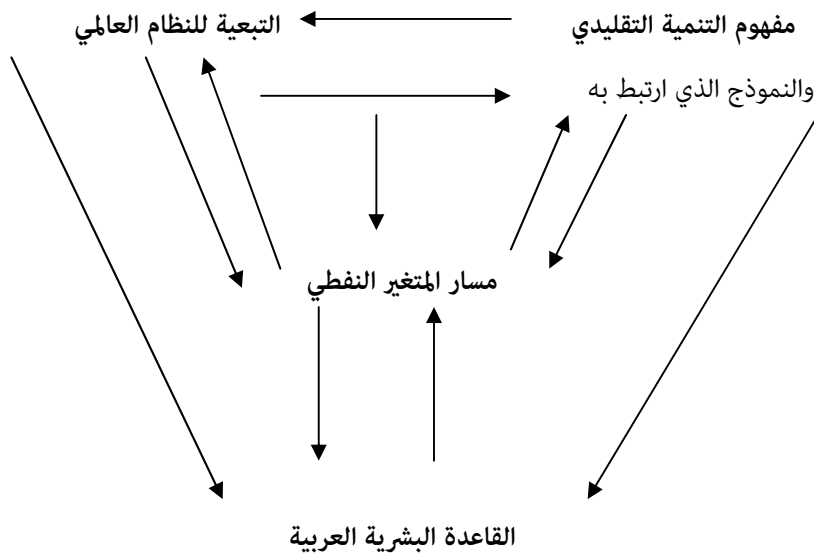 مفهوم التنمية التقليدي
التبعية للنظام العالمي
والنموذج الذي ارتبط به
مسار المتغير النفطي
القاعدة البشرية العربية